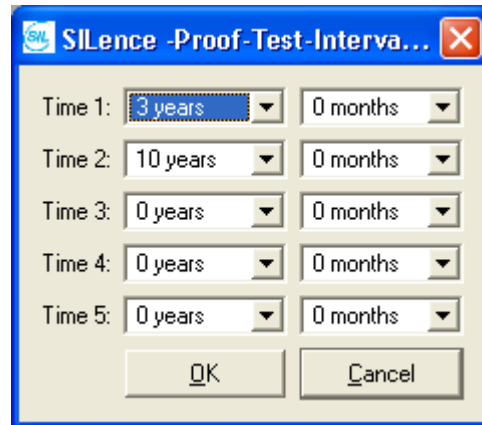 SIL SILence -Proof-Test-Interva...
Time 1: 3 years 0 months
Time 2: 10 years 0 months
Time 3: 0 years 0 months
Time 4: 0 years 0 months
Time 5: 0 years 0 months
OK Cancel